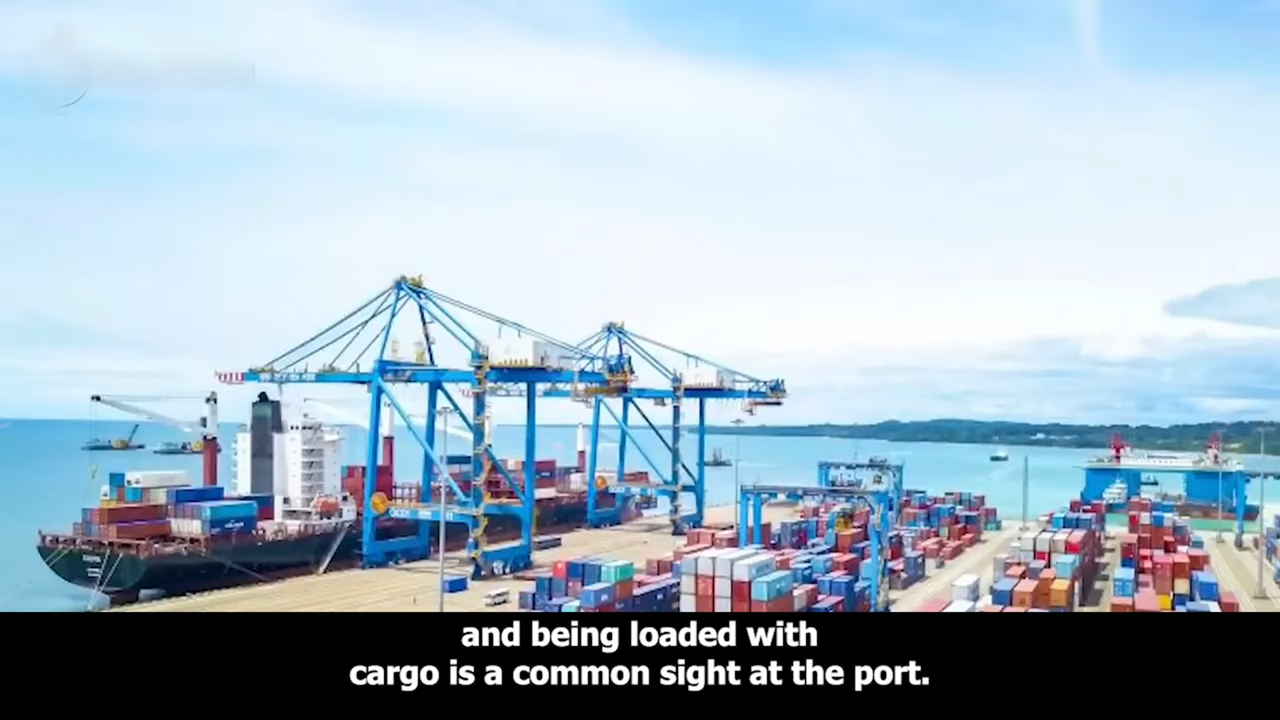 and being loaded with
cargo is a common sight at the port.